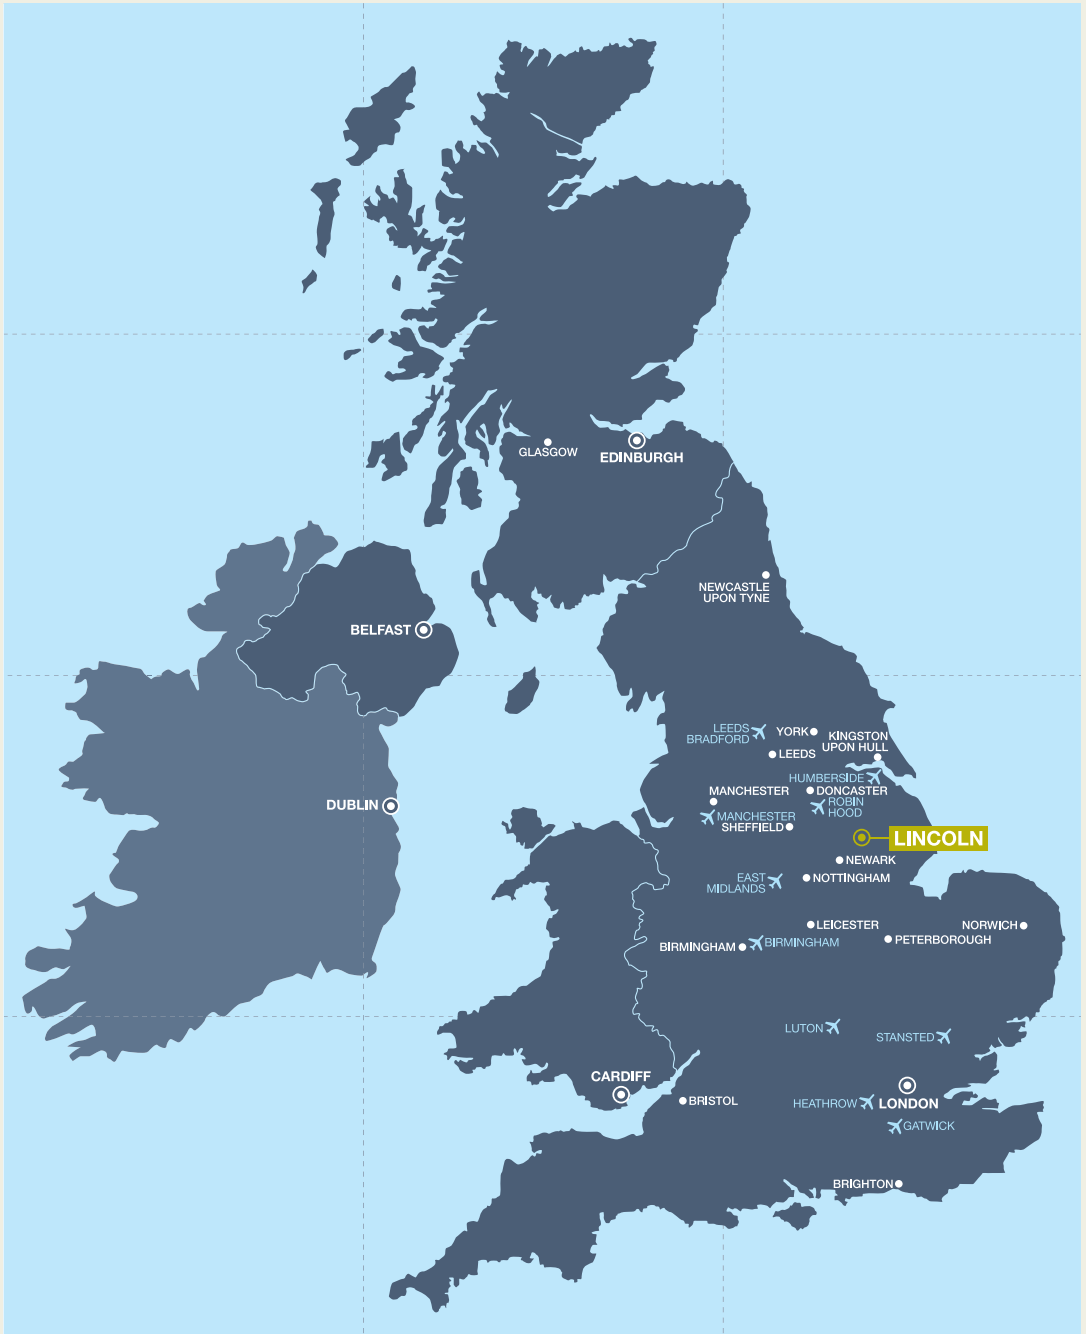 GLASGOW
EDINBURGH
NEWCASTLE
UPON TYNE
BELFAST
LEEDS
BRADFORD
YORK
KINGSTON
UPON HULL
LEEDS
HUMBERSIDE
MANCHESTER
DONCASTER
ROBIN
HOOD
DUBLIN
MANCHESTER
SHEFFIELD
LINCOLN
NEWARK
EAST
MIDLANDS
NOTTINGHAM
LEICESTER
NORWICH
PETERBOROUGH
BIRMINGHAM
BIRMINGHAM
LUTON
STANSTED
CARDIFF
BRISTOL
HEATHROW
LONDON
GATWICK
BRIGHTON